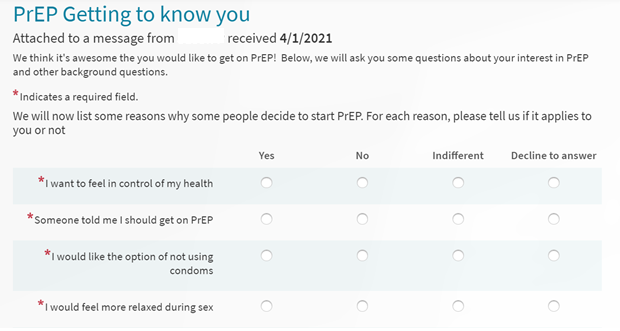 PrEP Getting to know you
Attached to a message from received 4/1/2021
We think it's awesome the you would like to get on PrEP! Below, we will ask you some questions about your interest in PrEP
and other background questions.
*Indicates a required field.
We will now list some reasons why some people decide to start PrEP. For each reason, please tell us if it applies to
you or not
Yes No Indifferent Decline to answer
*I want to feel in control of my health
*Someone told me I should get on PrEP
*I would like the option of not using
condoms
*I would feel more relaxed during sex